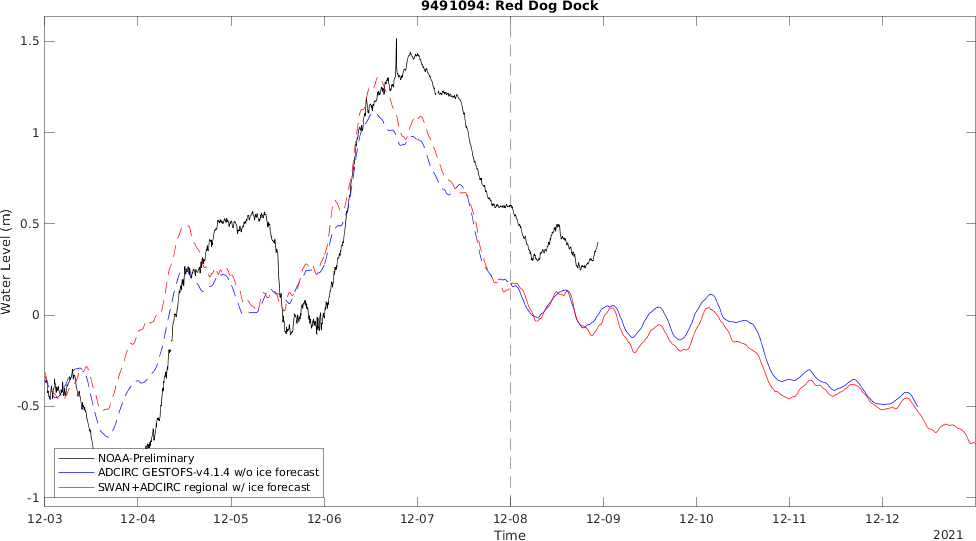 9491094: Red Dog Dock
1.5
1
0.5
0
-0.5
-1
Water Level (m)
NOAA-Preliminary
ADCIRC GESTOFS-v4.1.4 w/o ice forecast
SWAN+ADCIRC regional w/ ice forecast
12-03 12-04 12-05 12-06 12-07 12-08 12-09 12-10 12-11 12-12
Time
2021